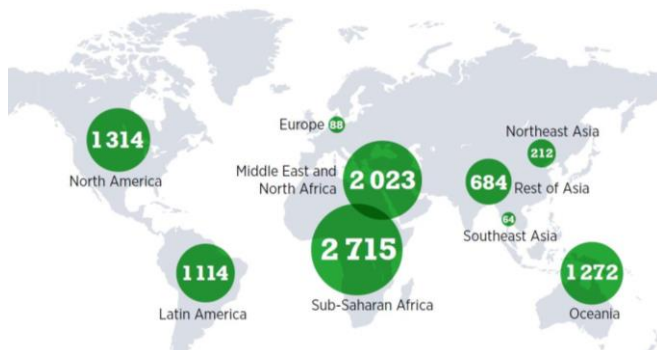 1 314
North America
Europe
88
Middle East and
North Africa
2 023
Northeast Asia
212
684
Rest of Asia
64
Southeast Asia
2 715
Sub-Saharan Africa
1 114
Latin America
1 272
Oceania